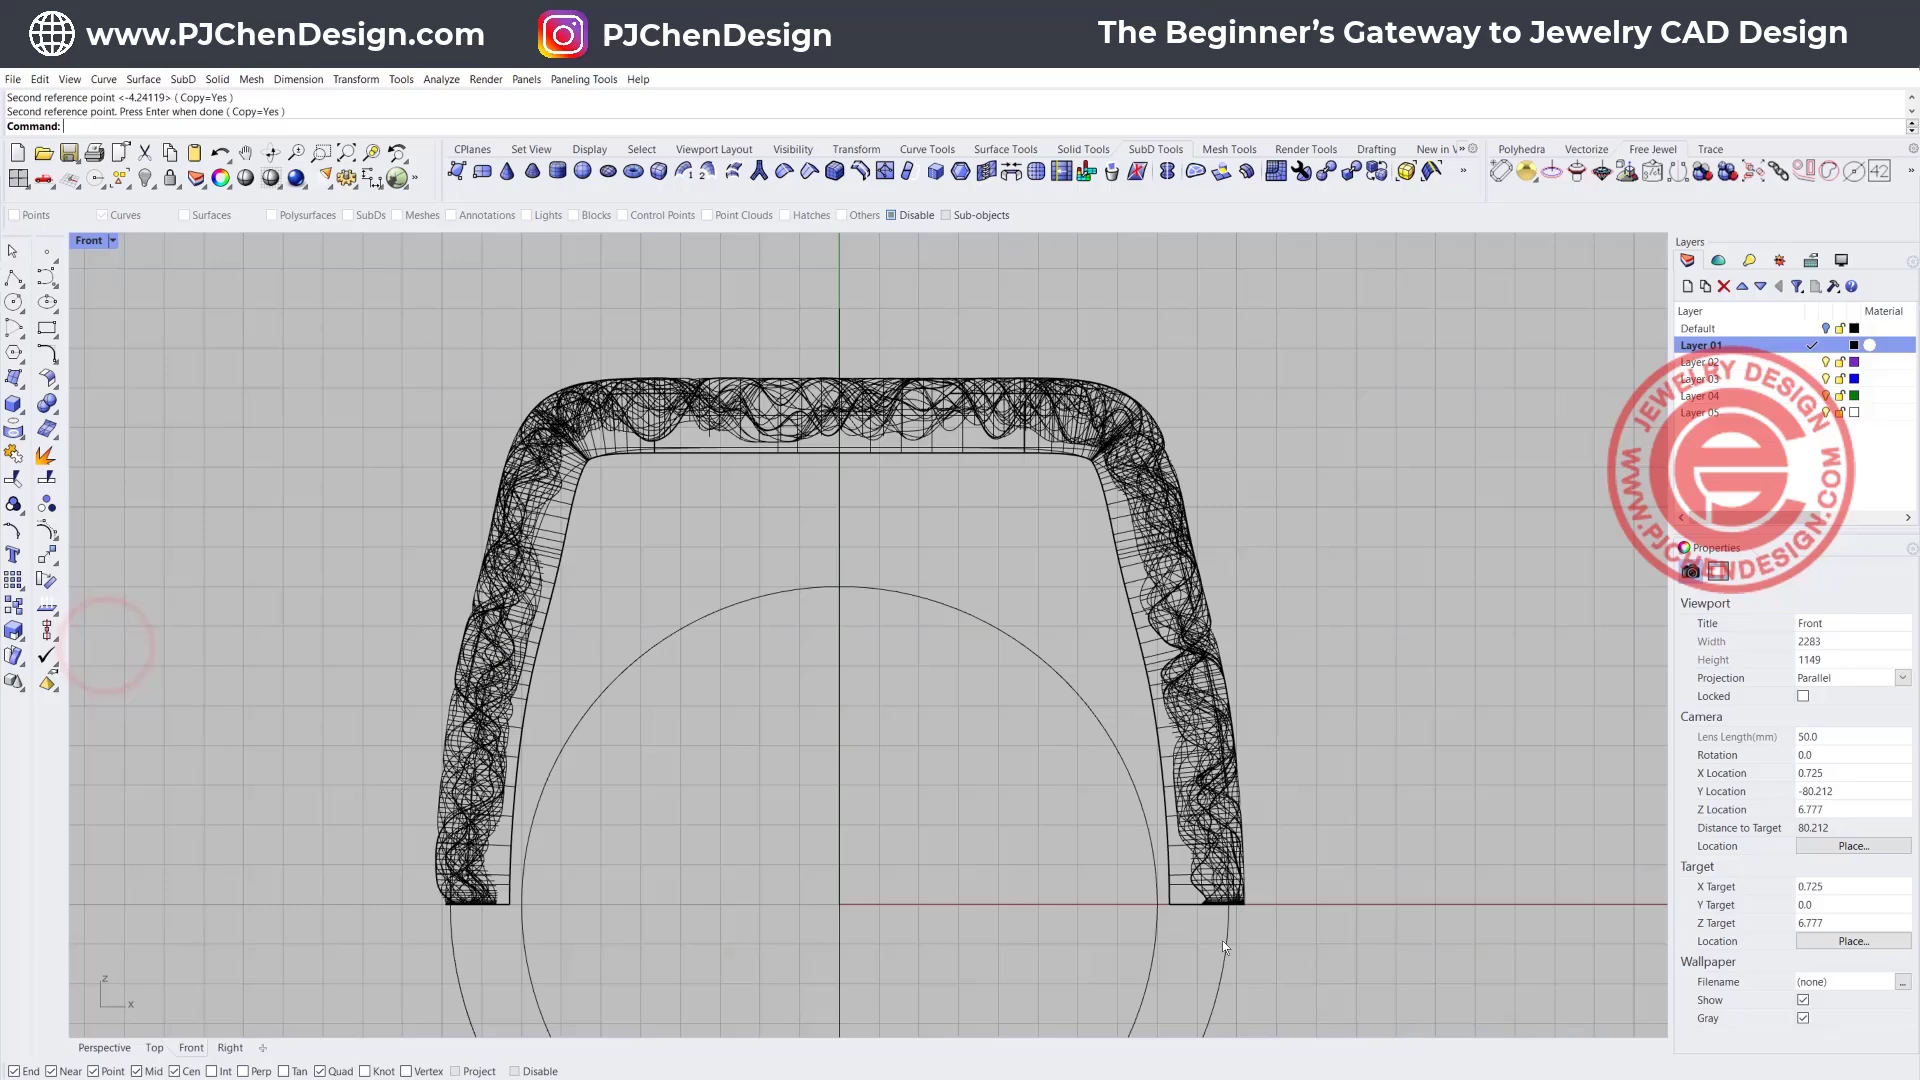 www.PJChenDesign.com PJChenDesign The Beginner's Gateway to Jewelry CAD Design
File Edit View Curve Surface SubD Solid Mesh Dimension Transform Tools Analyze Render Panels Paneling Tools Help
Second reference point <-4.24119> ( Copy=Yes )
Second reference point. Press Enter when done ( Copy=Yes )
Command:
CPlanes Set View Display Select Viewport Layout Visibility Transform Curve Tools Surface Tools Solid Tools SubD Tools Mesh Tools Render Tools Drafting New in V Polyhedra Vectorize Free Jewel Trace
Points Curves Surfaces Polysurfaces SubDs Meshes Annotations Lights Blocks Control Points Point Clouds Hatches Others Disable Sub-objects
Front
Layers
Layer Material
Default
Layer 01
Layer 02
Layer 03
Layer 04
Layer 05
JEWELRY DESIGN
WWW.PJCHENDESIGN.COM
Properties
Viewport
Title Front
Width 2283
Height 1149
Projection Parallel
Locked
Camera
Lens Length(mm) 50.0
Rotation 0.0
X Location 0.725
Y Location -80.212
Z Location 6.777
Distance to Target 80.212
Location Place...
Target
X Target 0.725
Y Target 0.0
Z Target 6.777
Location Place...
Wallpaper
Filename (none) ...
Show
Gray
z
x
Perspective Top Front Right
End Near Point Mid Cen Int Perp Tan Quad Knot Vertex Project Disable